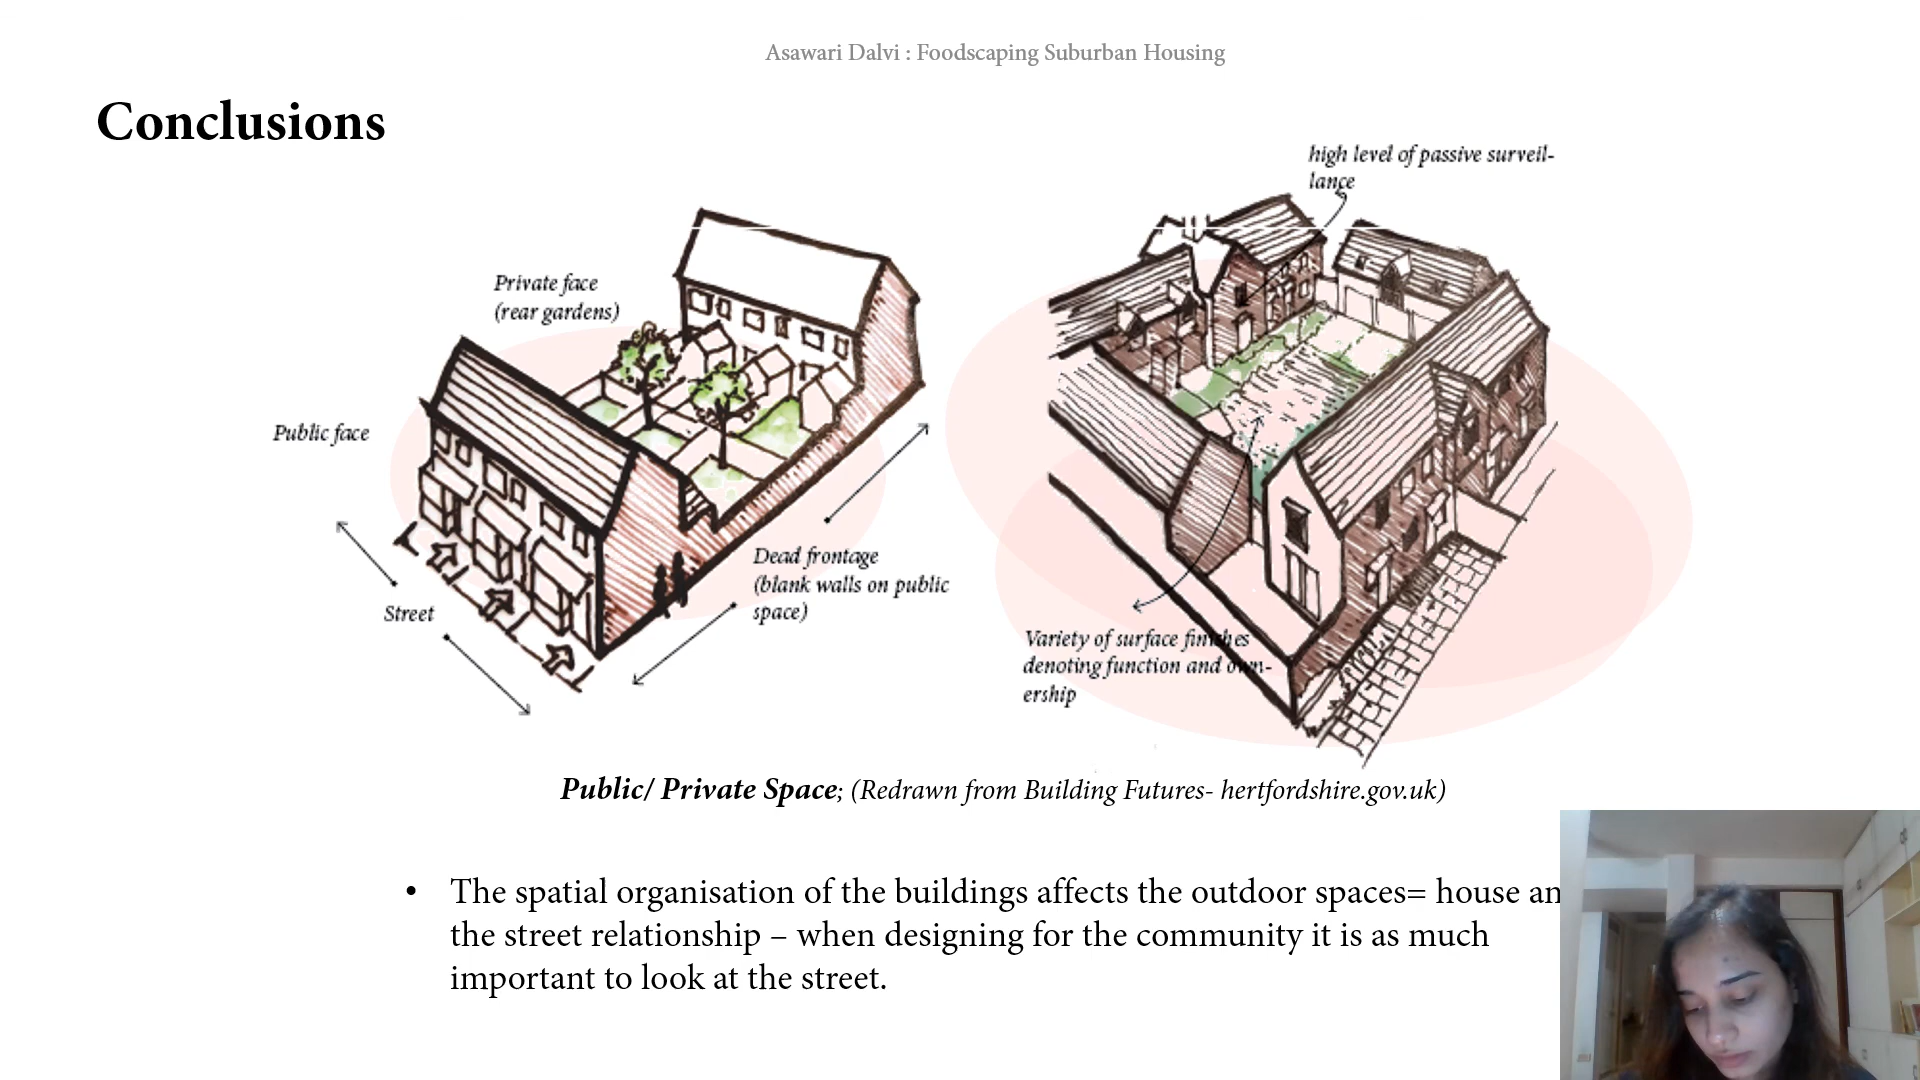 Asawari Dalvi : Foodscaping Suburban Housing
Conclusions
high level of passive surveil-
lance
Private face
(rear gardens)
Public face
Dead frontage
(blank walls on public
space)
Street
Variety of surface finishes
denoting function and own-
ership
Public/ Private Space; (Redrawn from Building Futures- hertfordshire.gov.uk)
• The spatial organisation of the buildings affects the outdoor spaces= house an
the street relationship – when designing for the community it is as much
important to look at the street.